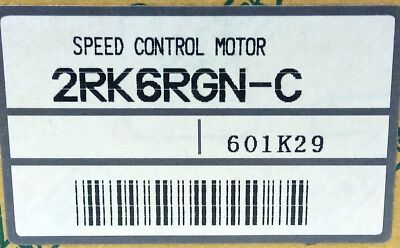 SPEED CONTROL MOTOR
2RK6RGN-C
601K29